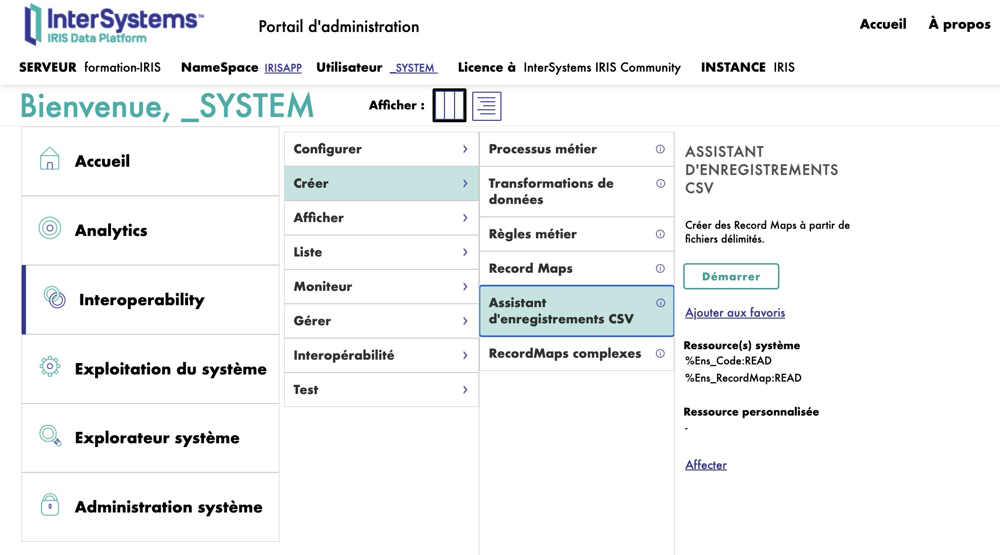 InterSystems™
IRIS Data Platform
Portail d'administration
Accueil À propos
SERVEUR formation-IRIS NameSpace IRISAPP Utilisateur _SYSTEM Licence à InterSystems IRIS Community INSTANCE IRIS
Bienvenue, _SYSTEM
Afficher :
Accueil
Analytics
Interoperability
Exploitation du système
Explorateur système
Administration système
Configurer
Créer
Afficher
Liste
Moniteur
Gérer
Interopérabilité
Test
Processus métier
Transformations de
données
Règles métier
Record Maps
Assistant
d'enregistrements CSV
RecordMaps complexes
ASSISTANT
D'ENREGISTREMENTS
CSV
Créer des Record Maps à partir de
fichiers délimités.
Démarrer
Ajouter aux favoris
Ressource(s) système
%Ens_Code:READ
%Ens_RecordMap:READ
Ressource personnalisée
-
Affecter